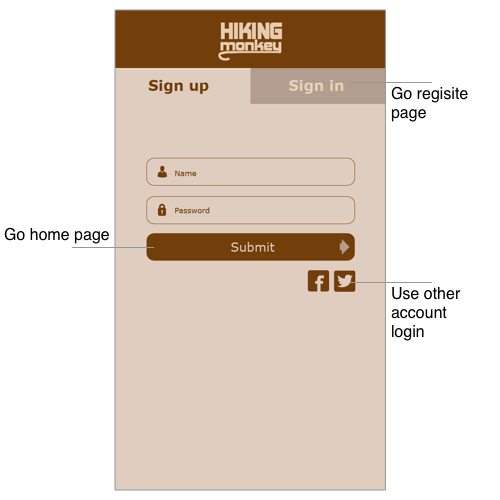 HIKING
monkey
Sign up
Sign in
Go regisite
page
Name
Password
Go home page
Submit
Use other
account
login